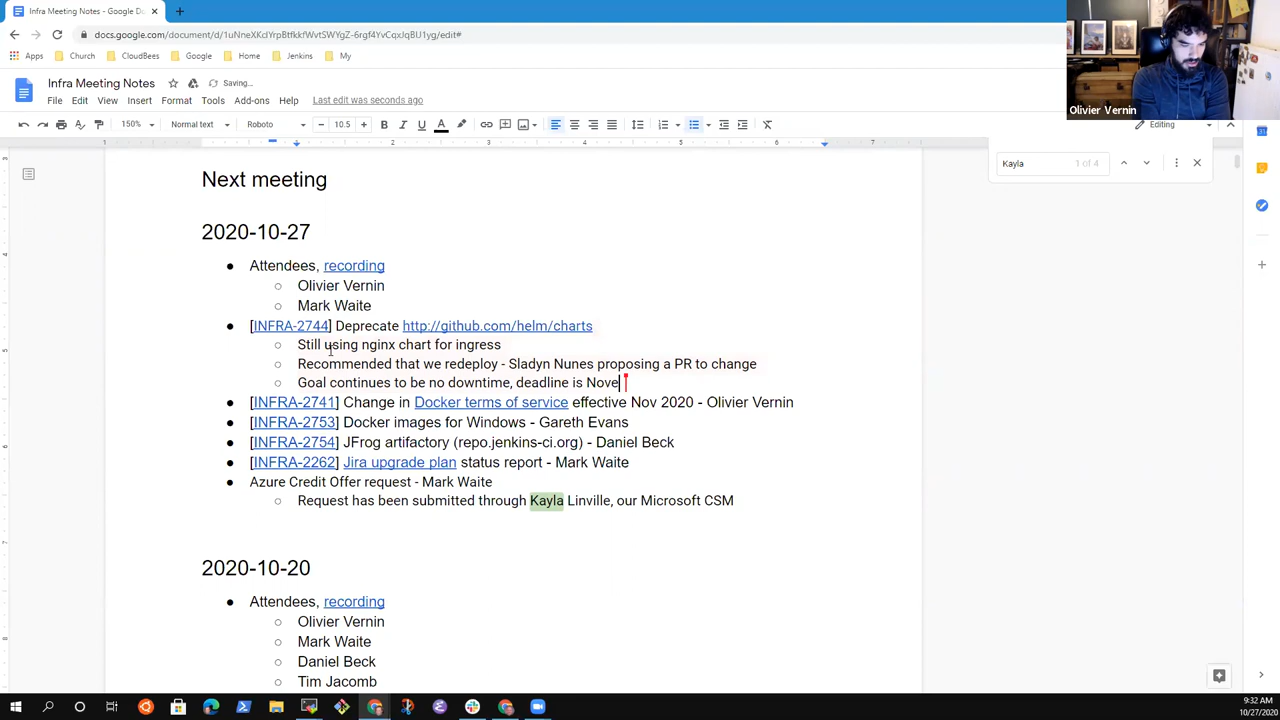 Infra Meeting Notes - Google D
docs.google.com/document/d/1uNneXKcIYrpBtfkkfWvtSWYgZ-6rgf4YvCqxJqBU1yg/edit#
Apps Church CloudBees Google Home Jenkins My
Infra Meeting Notes Saving...
File Edit View Insert Format Tools Add-ons Help Last edit was seconds ago
150% Normal text Roboto 10.5 Editing
Olivier Vernin
Kayla 1 of 4
Next meeting
2020-10-27
Attendees, recording
Olivier Vernin
Mark Waite
[INFRA-2744] Deprecate http://github.com/helm/charts
Still using nginx chart for ingress
Recommended that we redeploy - Sladyn Nunes proposing a PR to change
Goal continues to be no downtime, deadline is Nove
[INFRA-2741] Change in Docker terms of service effective Nov 2020 - Olivier Vernin
[INFRA-2753] Docker images for Windows - Gareth Evans
[INFRA-2754] JFrog artifactory (repo.jenkins-ci.org) - Daniel Beck
[INFRA-2262] Jira upgrade plan status report - Mark Waite
Azure Credit Offer request - Mark Waite
Request has been submitted through Kayla Linville, our Microsoft CSM
2020-10-20
Attendees, recording
Olivier Vernin
Mark Waite
Daniel Beck
Tim Jacomb
9:32 AM
10/27/2020